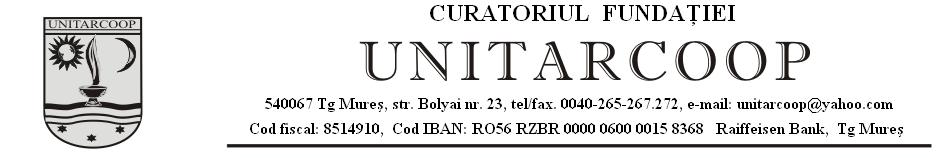 UNITARCOOP
CURATORIUL FUNDAȚIEI
UNITARCOOP
540067 Tg Mureș, str. Bolyai nr. 23, tel/fax. 0040-265-267.272, e-mail: unitarcoop@yahoo.com
Cod fiscal: 8514910, Cod IBAN: RO56 RZBR 0000 0600 0015 8368 Raiffeisen Bank, Tg Mureș